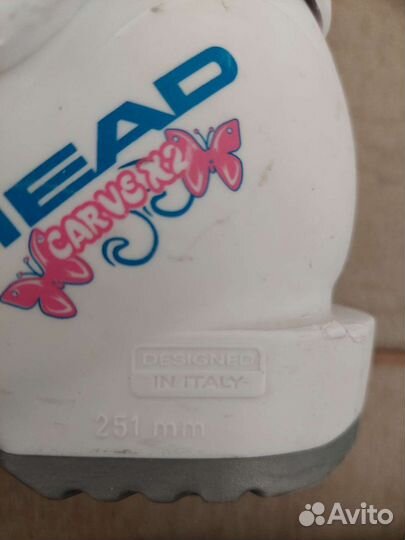 HEAD
CARVE X2
DESIGNED
IN ITALY
251 mm
Avito